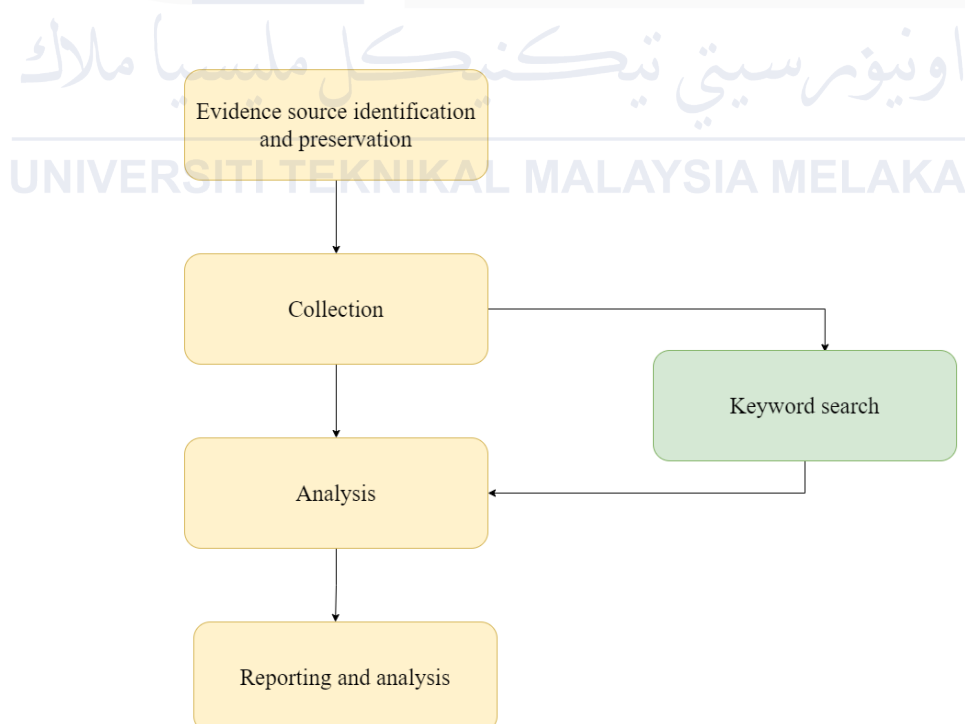 اونيۏرسيتي تيكنيكل مليسيا ملاك
Evidence source identification
and preservation
UNIVERSITI TEKNIKAL MALAYSIA MELAKA
Collection
Keyword search
Analysis
Reporting and analysis